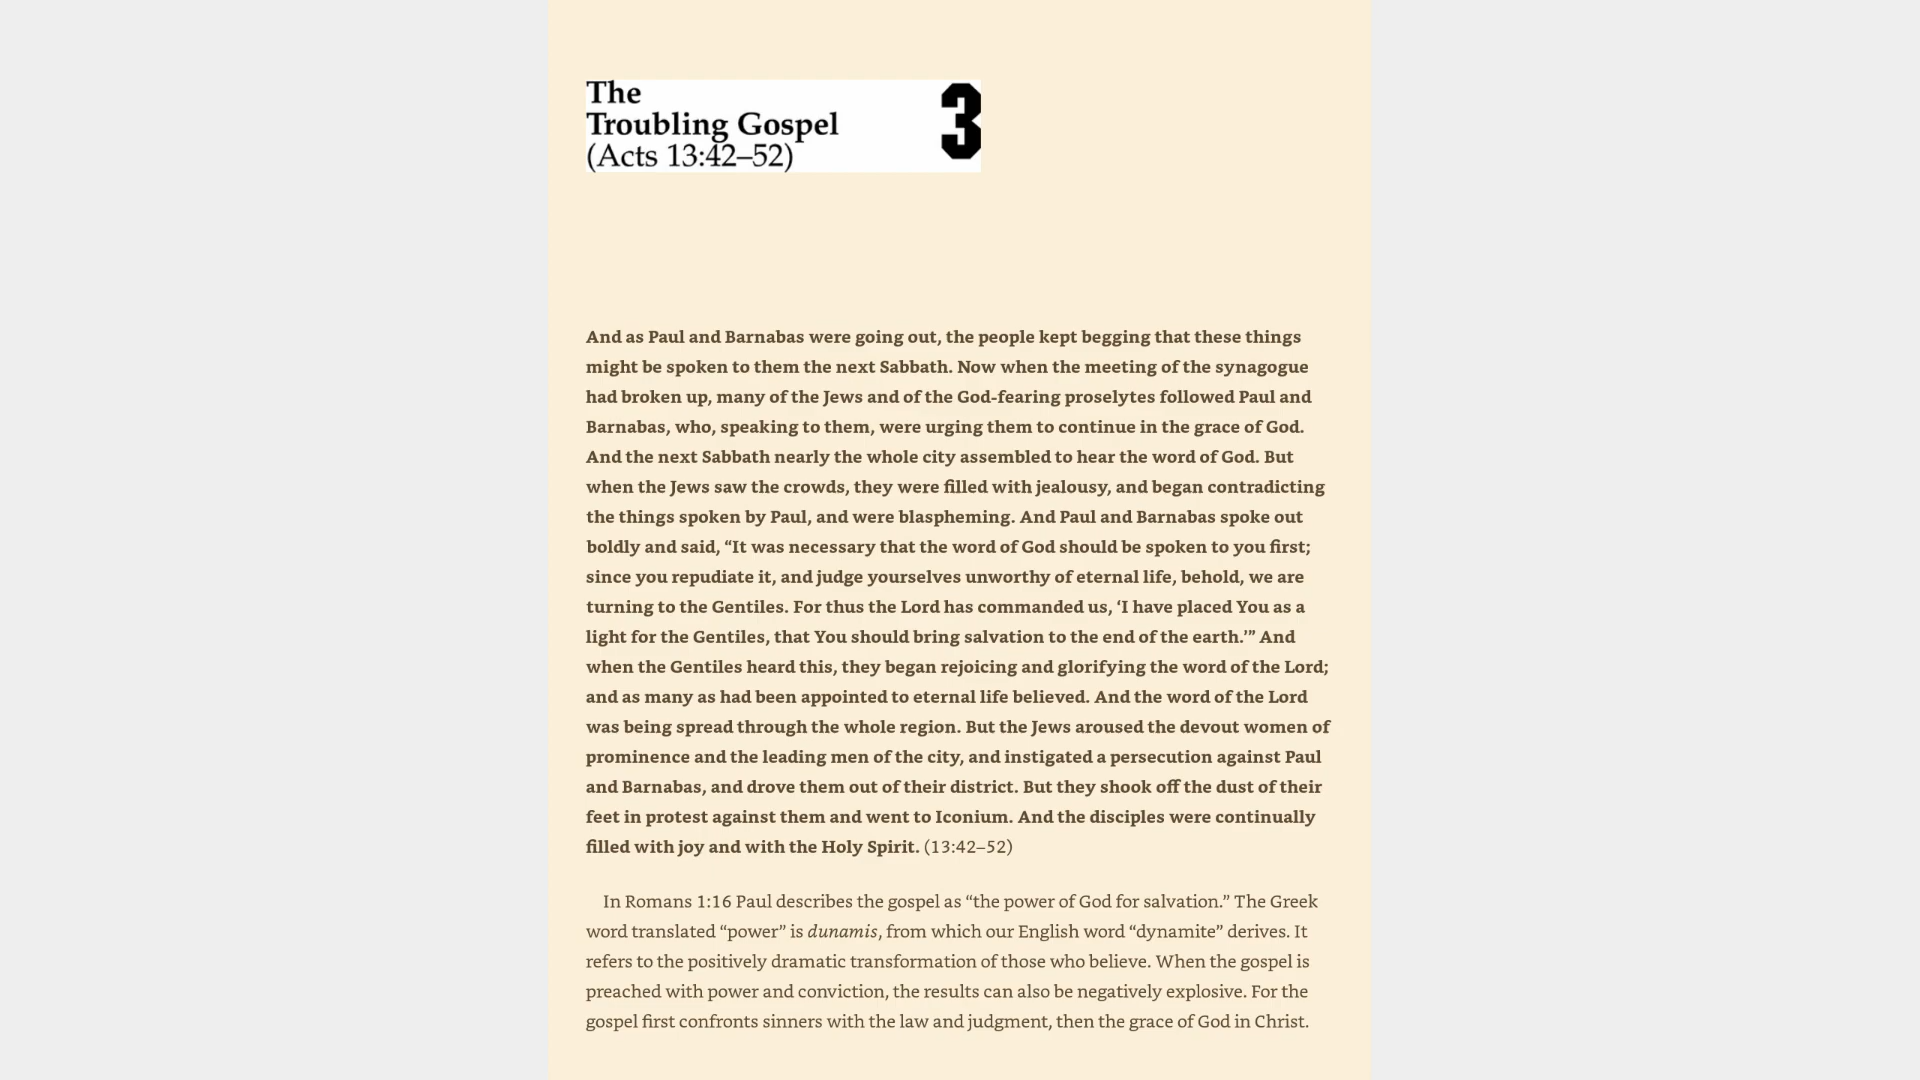 The
Troubling Gospel
(Acts 13:42–52)
3
And as Paul and Barnabas were going out, the people kept begging that these things
might be spoken to them the next Sabbath. Now when the meeting of the synagogue
had broken up, many of the Jews and of the God-fearing proselytes followed Paul and
Barnabas, who, speaking to them, were urging them to continue in the grace of God.
And the next Sabbath nearly the whole city assembled to hear the word of God. But
when the Jews saw the crowds, they were filled with jealousy, and began contradicting
the things spoken by Paul, and were blaspheming. And Paul and Barnabas spoke out
boldly and said, “It was necessary that the word of God should be spoken to you first;
since you repudiate it, and judge yourselves unworthy of eternal life, behold, we are
turning to the Gentiles. For thus the Lord has commanded us, ‘I have placed You as a
light for the Gentiles, that You should bring salvation to the end of the earth.’” And
when the Gentiles heard this, they began rejoicing and glorifying the word of the Lord;
and as many as had been appointed to eternal life believed. And the word of the Lord
was being spread through the whole region. But the Jews aroused the devout women of
prominence and the leading men of the city, and instigated a persecution against Paul
and Barnabas, and drove them out of their district. But they shook off the dust of their
feet in protest against them and went to Iconium. And the disciples were continually
filled with joy and with the Holy Spirit. (13:42–52)
In Romans 1:16 Paul describes the gospel as “the power of God for salvation.” The Greek
word translated “power” is dunamis, from which our English word “dynamite” derives. It
refers to the positively dramatic transformation of those who believe. When the gospel is
preached with power and conviction, the results can also be negatively explosive. For the
gospel first confronts sinners with the law and judgment, then the grace of God in Christ.